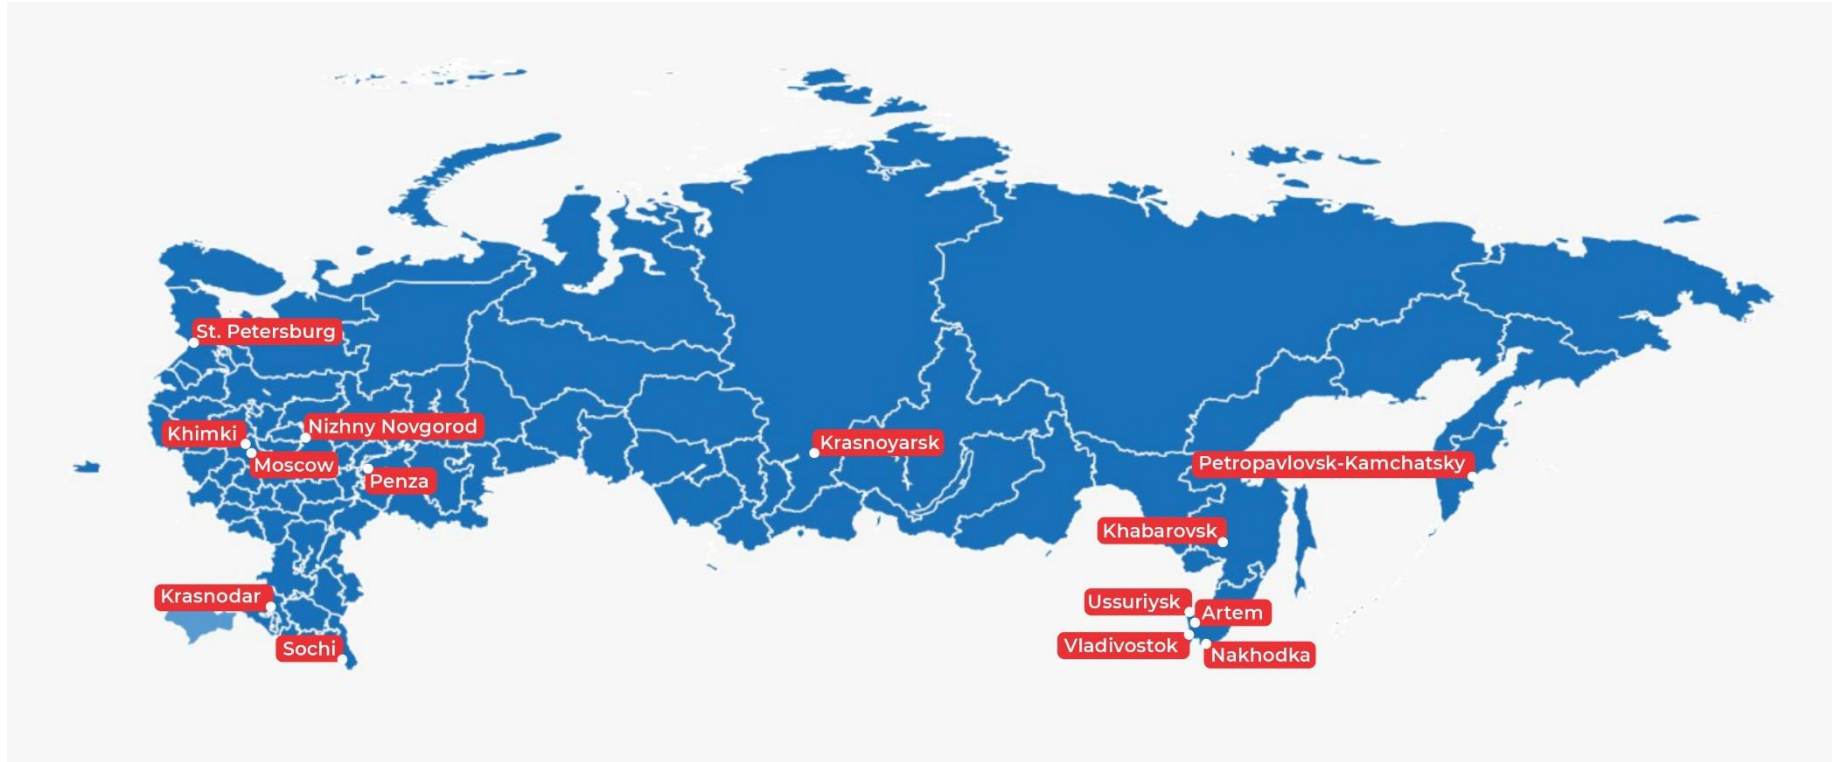 St. Petersburg
Nizhny Novgorod
Khimki
Krasnoyarsk
Moscow
Petropavlovsk-Kamchatsky
Penza
Khabarovsk
Krasnodar
Ussuriysk
Artem
Sochi
Vladivostok
Nakhodka